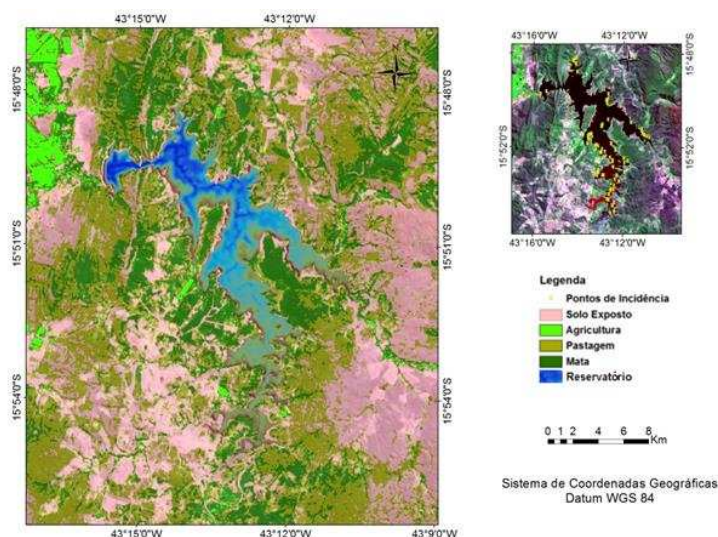 43°15'0"W 43°12'0"W
15°48'0"S
15°51'0"S
15°54'0"S
15°48'0"S
15°51'0"S
15°54'0"S
43°15'0"W 43°12'0"W 43°9'0"W
43°16'0"W 43°12'0"W
15°48'0"S
15°52'0"S
15°48'0"S
15°52'0"S
43°16'0"W 43°12'0"W
Legenda
Pontos de Incidência
Solo Exposto
Agricultura
Pastagem
Mata
Reservatório
0 1 2 4 6 8
Km
Sistema de Coordenadas Geográficas
Datum WGS 84